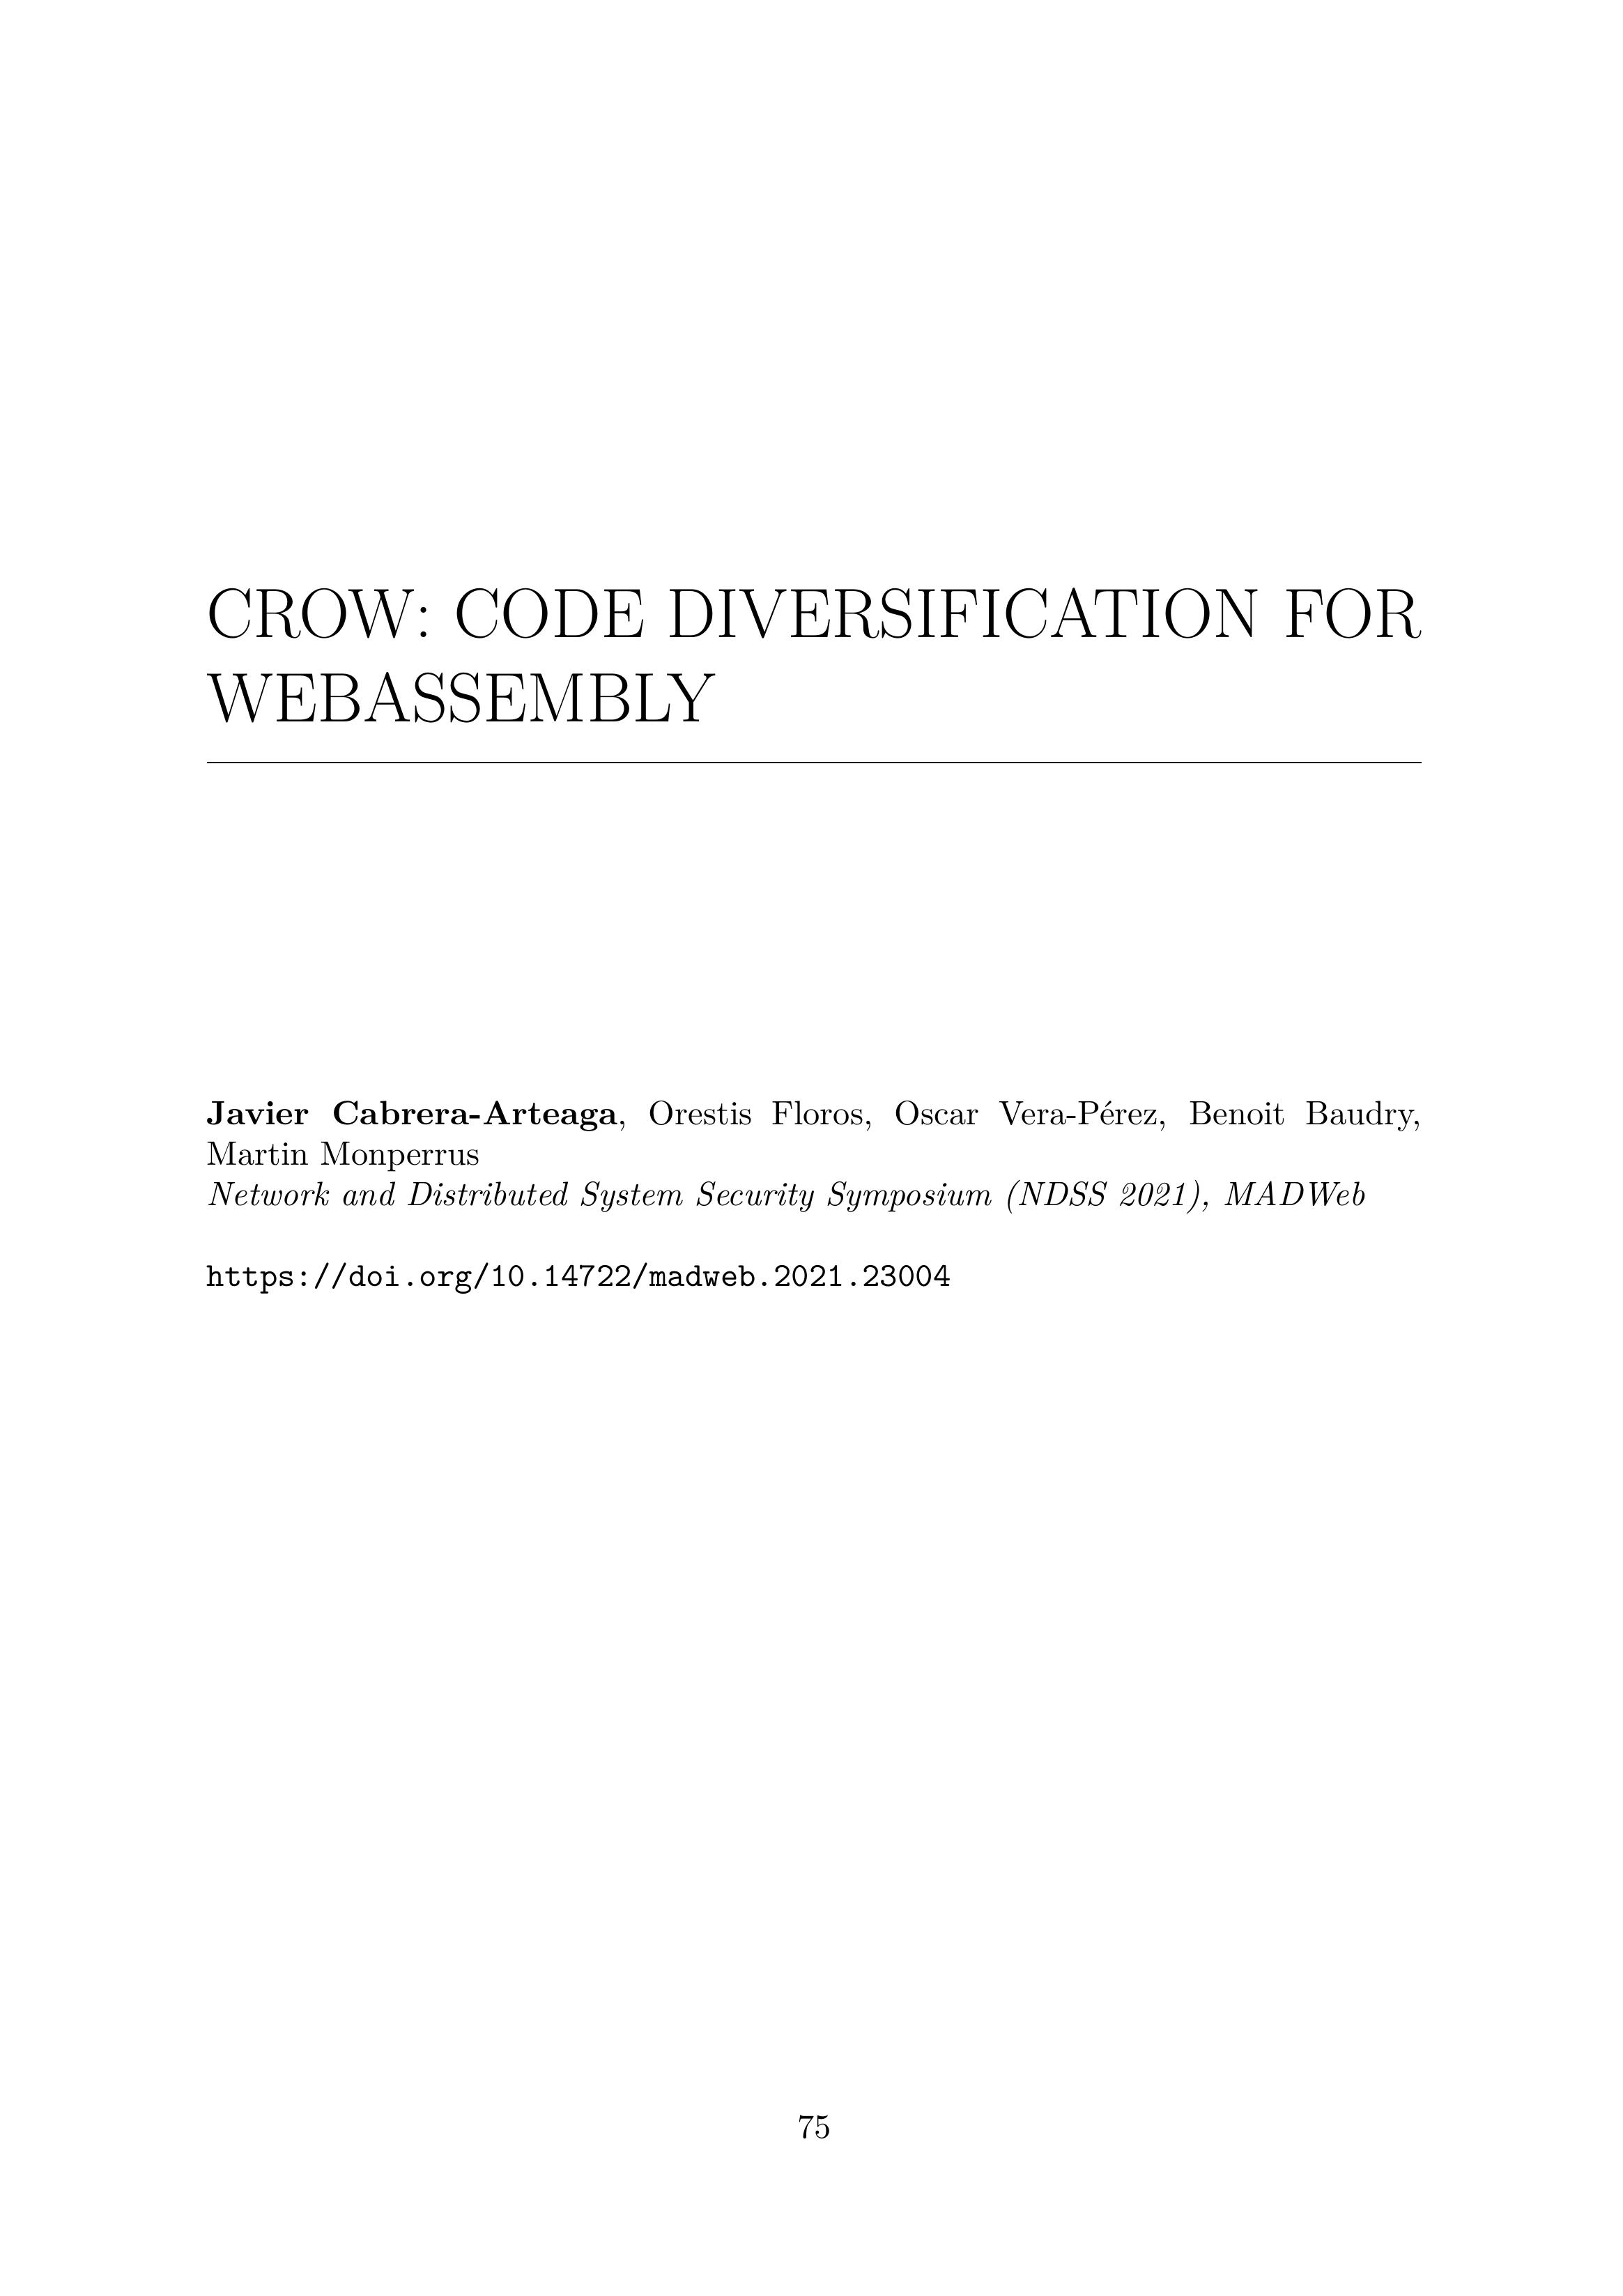 CROW: CODE DIVERSIFICATION FOR
WEBASSEMBLY
Javier Cabrera-Arteaga, Orestis Floros, Oscar Vera-Pérez, Benoit Baudry,
Martin Monperrus
Network and Distributed System Security Symposium (NDSS 2021), MADWeb
https://doi.org/10.14722/madweb.2021.23004
75